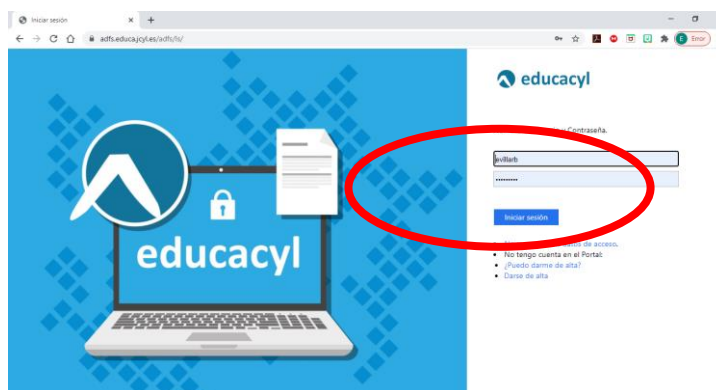 Iniciar sesión
adfs.educa.jcyl.es/adfs/ls/
E Error
educacyl
y Contraseña.
evillarb
•••••••••
Iniciar sesión
de acceso.
No tengo cuenta en el Portal:
¿Puedo darme de alta?
Darse de alta
educacyl